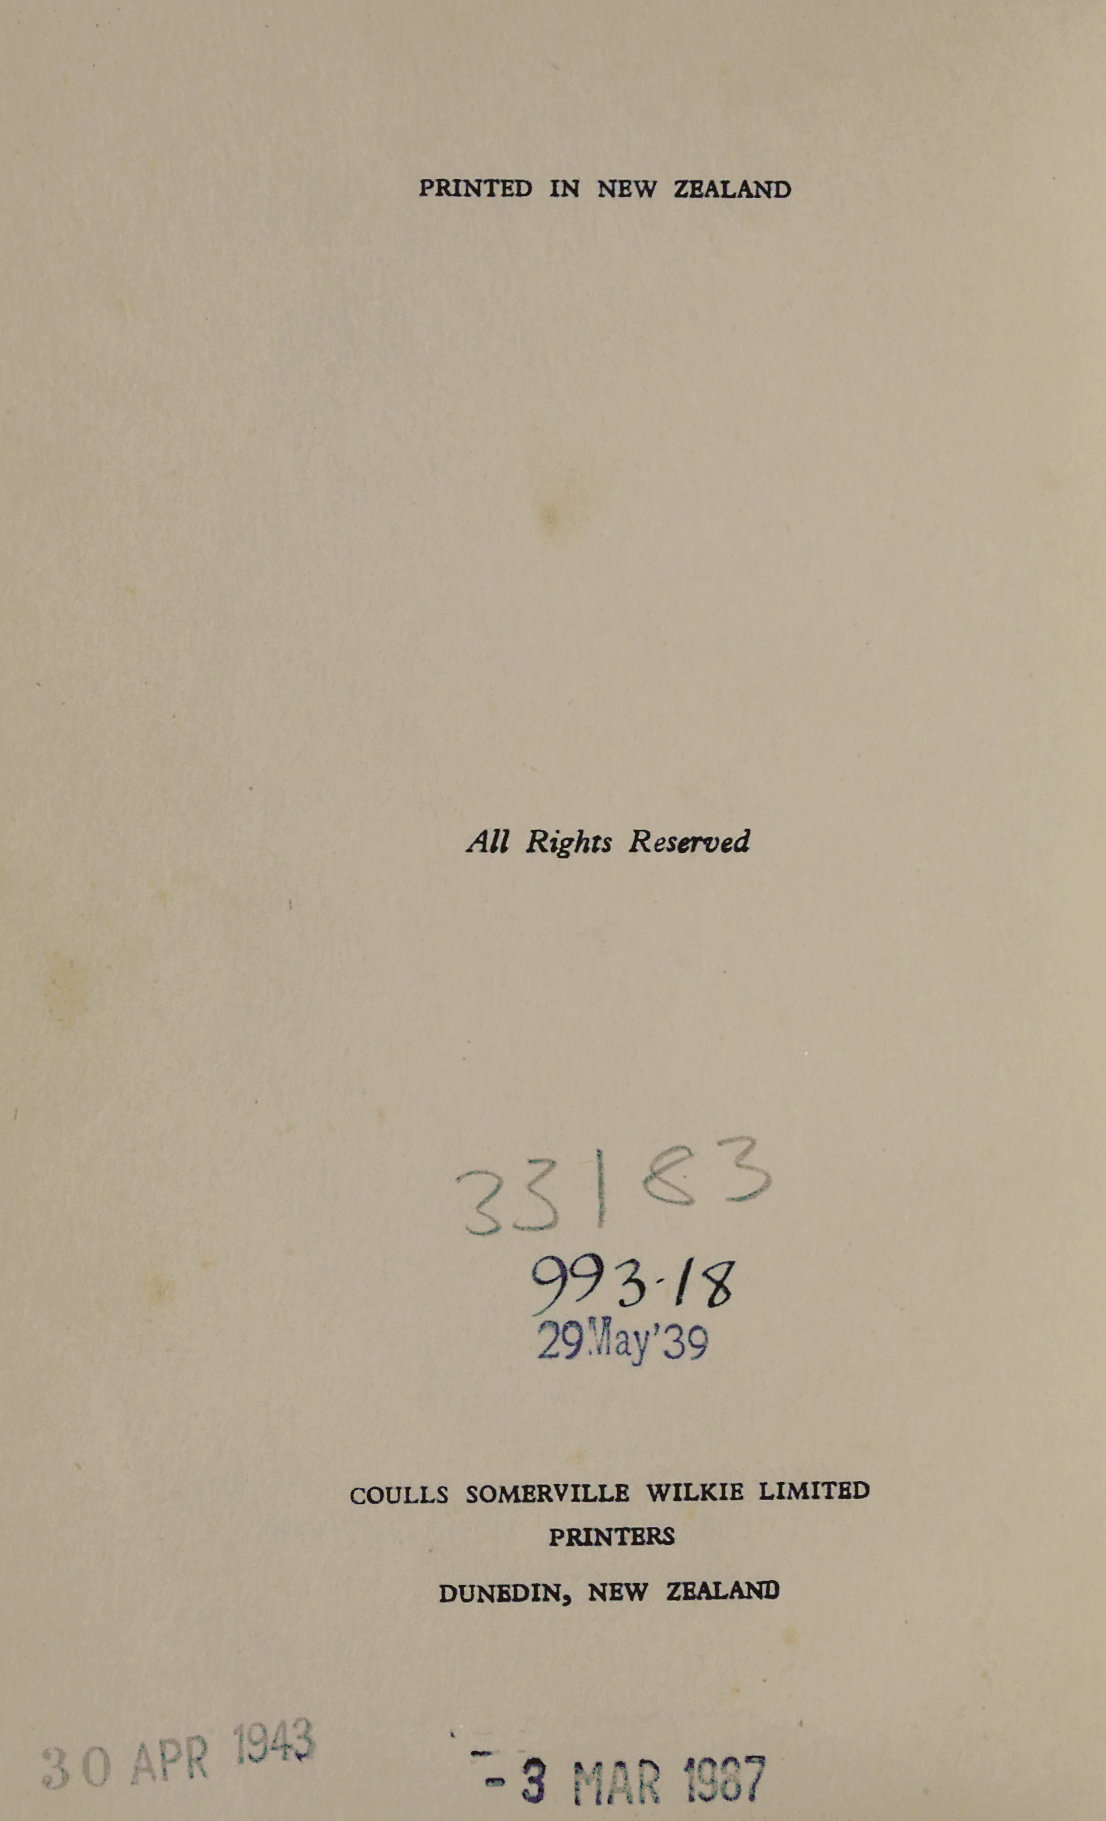 PRINTED IN NEW ZEALAND
All Rights Reserved
33183
993.18
29 May '39
COULLS SOMERVILLE WILKIE LIMITED
PRINTERS
DUNEDIN, NEW ZEALAND
30 APR 1943
- 3 MAR 1987